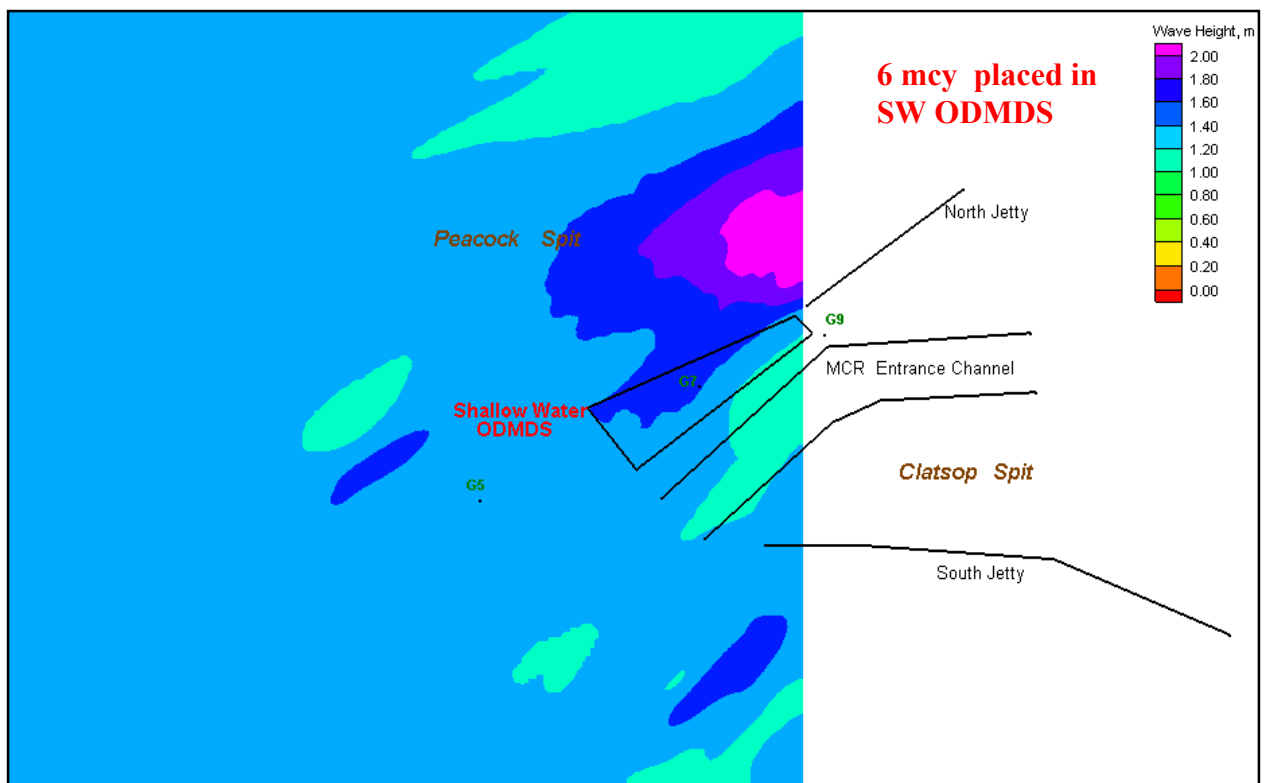 Wave Height, m
2.00
1.80
1.60
1.40
1.20
1.00
0.80
0.60
0.40
0.20
0.00
6 mcy placed in
SW ODMDS
North Jetty
Peacock Spit
G9
MCR Entrance Channel
G7
Shallow Water
ODMDS
Clatsop Spit
G5
South Jetty